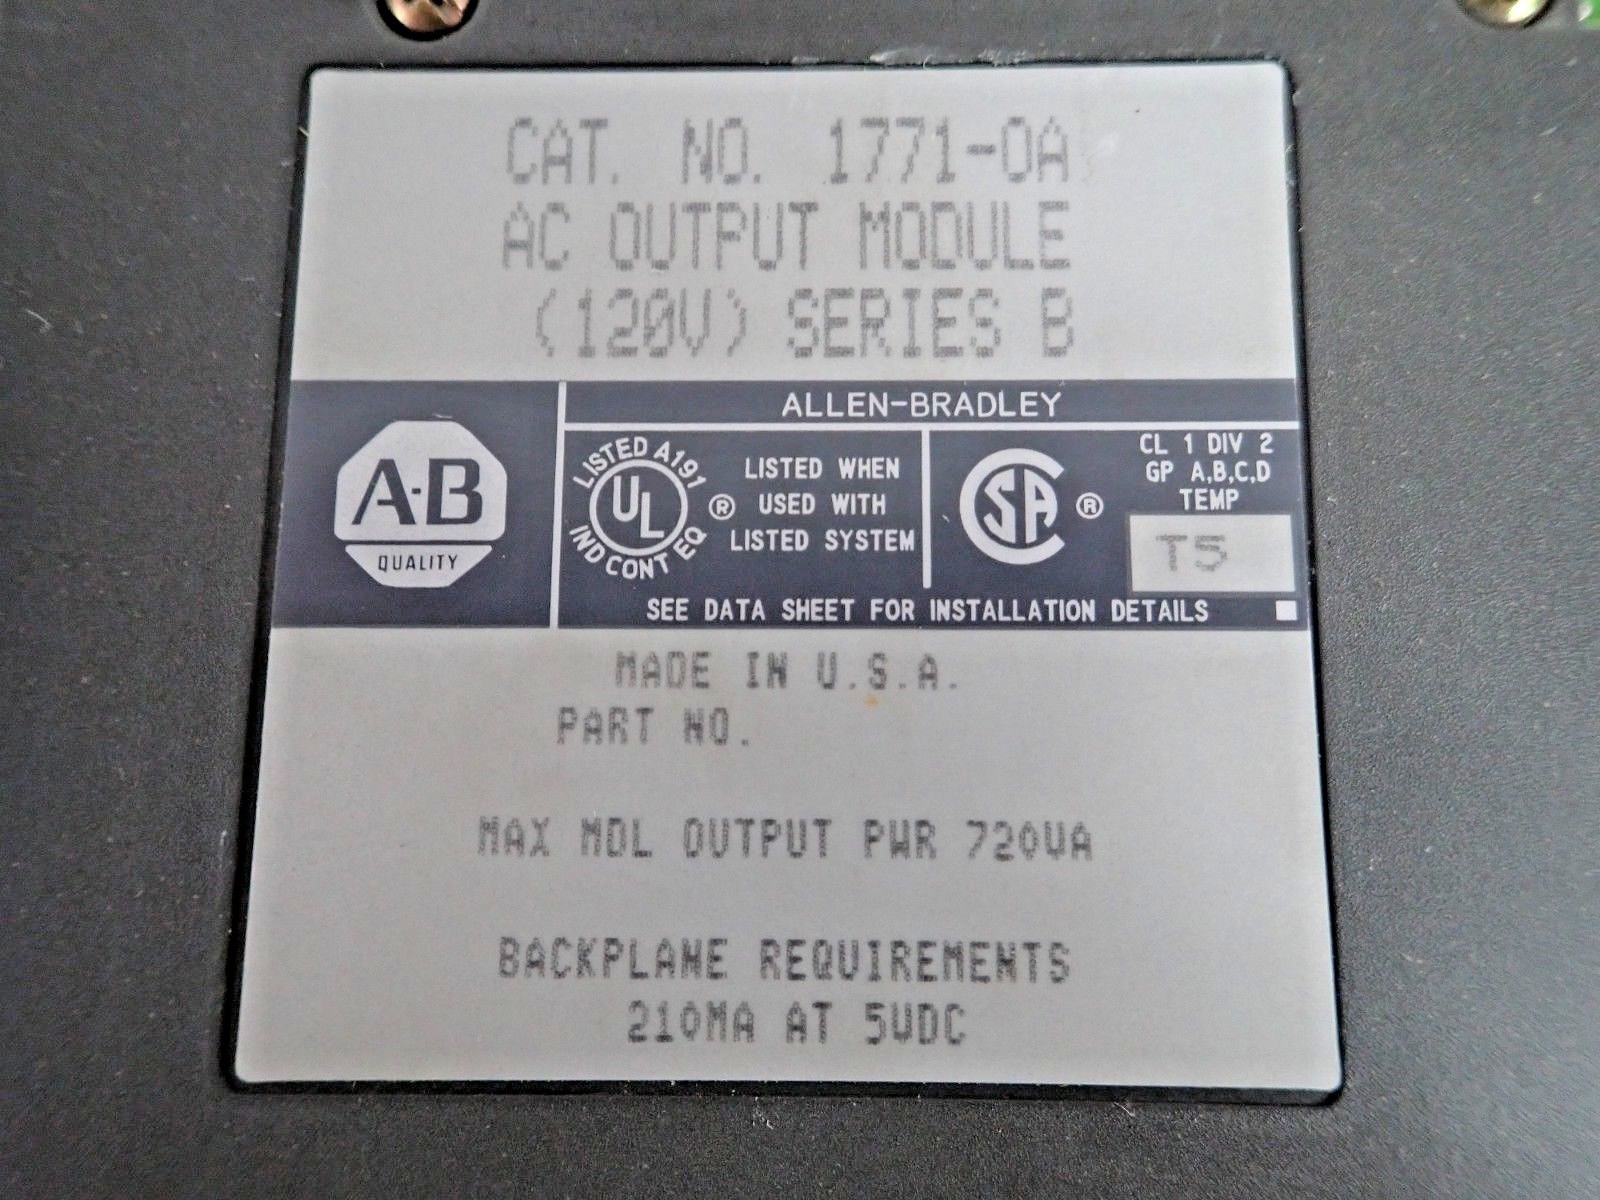 CAT. NO. 1771-OA
AC OUTPUT MODULE
(120V) SERIES B
ALLEN-BRADLEY
A-B
QUALITY
LISTED A191
UL
IND CONT EQ
®
LISTED WHEN
USED WITH
LISTED SYSTEM
SA
®
CL 1 DIV 2
GP A,B,C,D
TEMP
T5
SEE DATA SHEET FOR INSTALLATION DETAILS
MADE IN U.S.A.
PART NO.
MAX MDL OUTPUT PWR 720VA
BACKPLANE REQUIREMENTS
210MA AT 5VDC